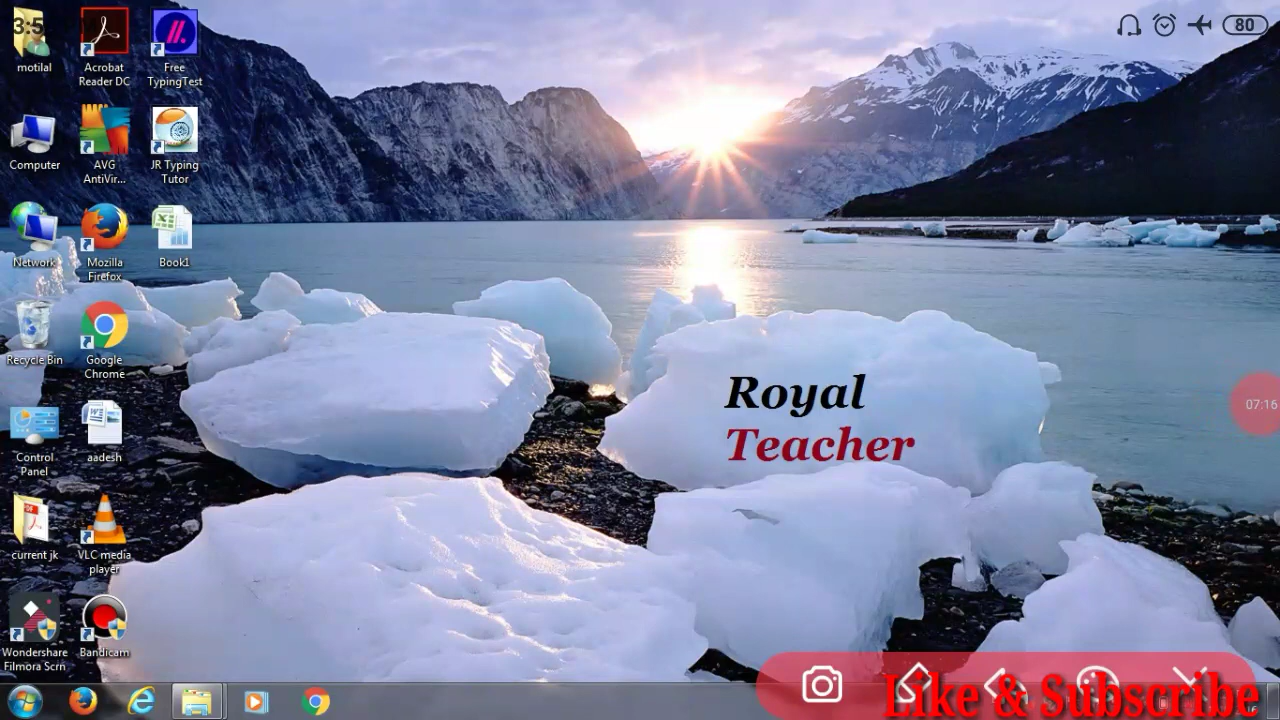 3:5
80
motilal
Acrobat
Reader DC
Free
TypingTest
Computer
AVG
AntiVir...
JR Typing
Tutor
Network
Mozilla
Firefox
Book1
Recycle Bin
Google
Chrome
Royal
Teacher
07:16
Control
Panel
aadesh
current jk
VLC media
player
Wondershare
Filmora Scrn
Bandicam
Like & Subscribe